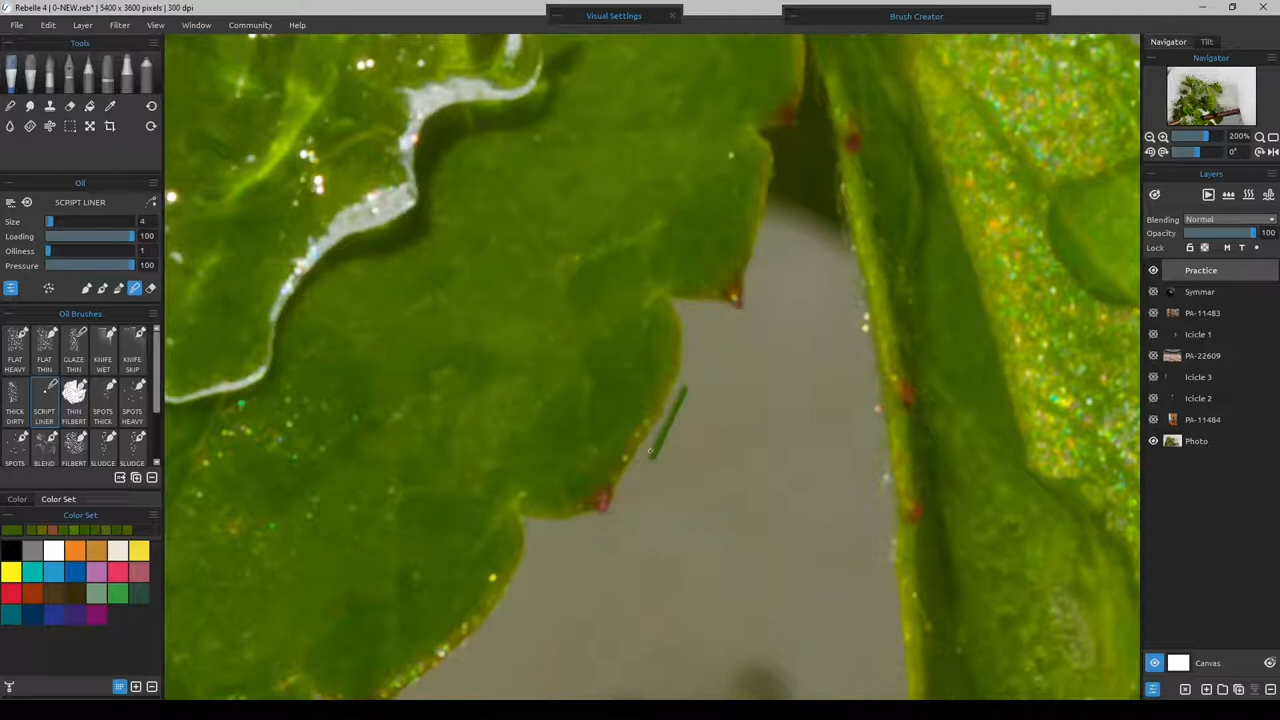 Rebelle 4 | 0-NEW.reb* | 5400 x 3600 pixels | 300 dpi
Visual Settings
Brush Creator
File Edit Layer Filter View Window Community Help
Tools
Navigator Tilt
Navigator
200%
0°
Oil
SCRIPT LINER
Size 4
Loading 100
Oiliness 1
Pressure 100
Layers
Blending Normal
Opacity 100
Lock
Practice
Symmar
PA-11483
Icicle 1
PA-22609
Icicle 3
Icicle 2
PA-11484
Photo
Oil Brushes
FLAT HEAVY
FLAT THIN
GLAZE THIN
KNIFE WET
KNIFE SKIP
THICK DIRTY
SCRIPT LINER
THIN FILBERT
SPOTS THICK
SPOTS HEAVY
SPOTS BLEND FILBERT SLUDGE SLUDGE
Color Color Set
Color Set
Canvas